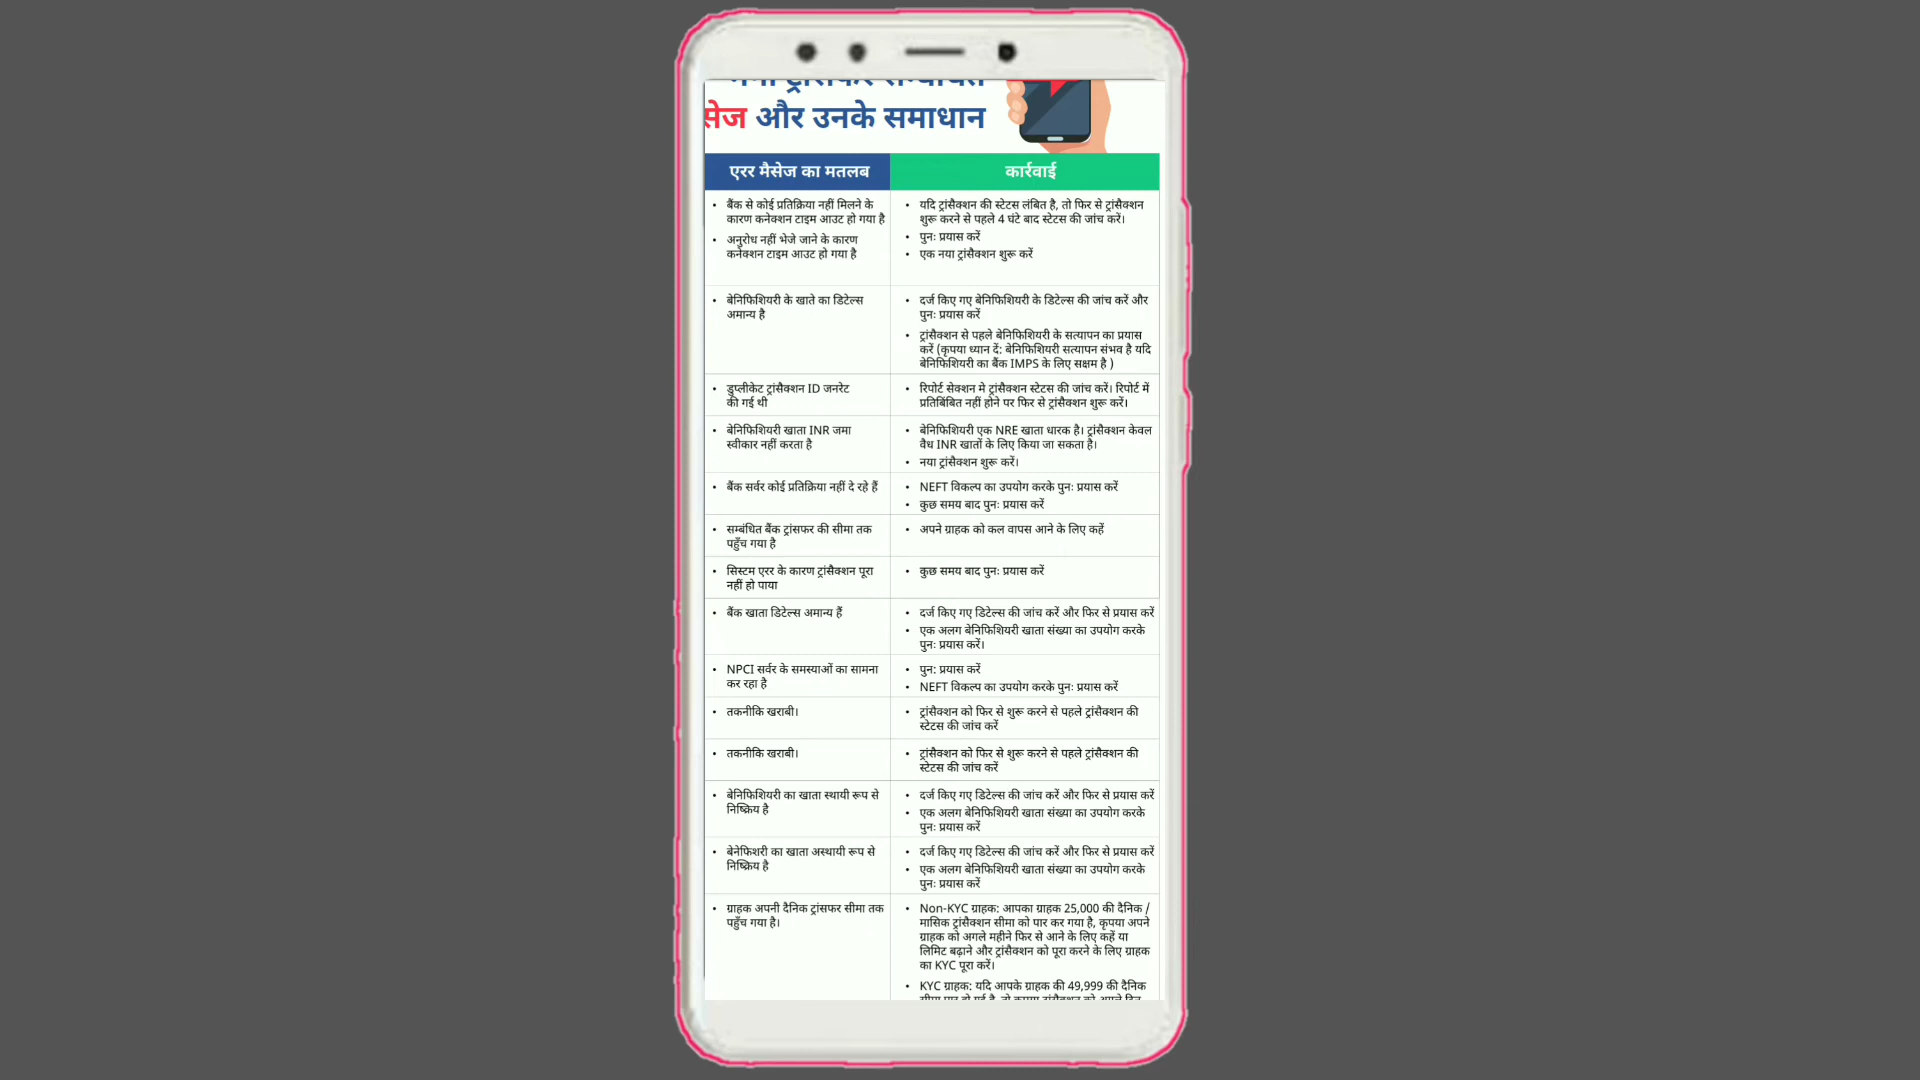 सेज और उनके समाधान
एरर मैसेज का मतलब
कार्रवाई
बैंक से कोई प्रतिक्रिया नहीं मिलने के
कारण कनेक्शन टाइम आउट हो गया है
अनुरोध नहीं भेजे जाने के कारण
कनेक्शन टाइम आउट हो गया है
यदि ट्रांसैक्शन की स्टेटस लंबित है, तो फिर से ट्रांसैक्शन
शुरू करने से पहले 4 घंटे बाद स्टेटस की जांच करें।
पुनः प्रयास करें
एक नया ट्रांसैक्शन शुरू करें
बेनिफिशियरी के खाते का डिटेल्स
अमान्य है
दर्ज किए गए बेनिफिशियरी के डिटेल्स की जांच करें और
पुनः प्रयास करें
ट्रांसैक्शन से पहले बेनिफिशियरी के सत्यापन का प्रयास
करें (कृपया ध्यान दें: बेनिफिशियरी सत्यापन संभव है यदि
बेनिफिशियरी का बैंक IMPS के लिए सक्षम है )
डुप्लीकेट ट्रांसैक्शन ID जनरेट
की गई थी
रिपोर्ट सेक्शन मे ट्रांसैक्शन स्टेटस की जांच करें। रिपोर्ट में
प्रतिबिंबित नहीं होने पर फिर से ट्रांसैक्शन शुरू करें।
बेनिफिशियरी खाता INR जमा
स्वीकार नहीं करता है
बेनिफिशियरी एक NRE खाता धारक है। ट्रांसैक्शन केवल
वैध INR खातों के लिए किया जा सकता है।
नया ट्रांसैक्शन शुरू करें।
बैंक सर्वर कोई प्रतिक्रिया नहीं दे रहे हैं
NEFT विकल्प का उपयोग करके पुनः प्रयास करें
कुछ समय बाद पुनः प्रयास करें
सम्बंधित बैंक ट्रांसफर की सीमा तक
पहुँच गया है
अपने ग्राहक को कल वापस आने के लिए कहें
सिस्टम एरर के कारण ट्रांसैक्शन पूरा
नहीं हो पाया
कुछ समय बाद पुनः प्रयास करें
बैंक खाता डिटेल्स अमान्य हैं
दर्ज किए गए डिटेल्स की जांच करें और फिर से प्रयास करें
एक अलग बेनिफिशियरी खाता संख्या का उपयोग करके
पुनः प्रयास करें।
NPCI सर्वर के समस्याओं का सामना
कर रहा है
पुन: प्रयास करें
NEFT विकल्प का उपयोग करके पुनः प्रयास करें
तकनीकि खराबी।
ट्रांसैक्शन को फिर से शुरू करने से पहले ट्रांसैक्शन की
स्टेटस की जांच करें
तकनीकि खराबी।
ट्रांसैक्शन को फिर से शुरू करने से पहले ट्रांसैक्शन की
स्टेटस की जांच करें
बेनिफिशियरी का खाता स्थायी रूप से
निष्क्रिय है
दर्ज किए गए डिटेल्स की जांच करें और फिर से प्रयास करें
एक अलग बेनिफिशियरी खाता संख्या का उपयोग करके
पुनः प्रयास करें
बेनेफिशरी का खाता अस्थायी रूप से
निष्क्रिय है
दर्ज किए गए डिटेल्स की जांच करें और फिर से प्रयास करें
एक अलग बेनिफिशियरी खाता संख्या का उपयोग करके
पुनः प्रयास करें
ग्राहक अपनी दैनिक ट्रांसफर सीमा तक
पहुँच गया है।
Non-KYC ग्राहक: आपका ग्राहक 25,000 की दैनिक /
मासिक ट्रांसैक्शन सीमा को पार कर गया है, कृपया अपने
ग्राहक को अगले महीने फिर से आने के लिए कहें या
लिमिट बढ़ाने और ट्रांसैक्शन को पूरा करने के लिए ग्राहक
का KYC पूरा करें।
KYC ग्राहक: यदि आपके ग्राहक की 49,999 की दैनिक